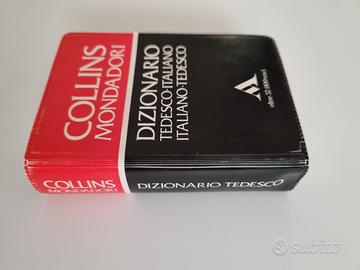 COLLINS
MONDADORI
DIZIONARIO
TEDESCO-ITALIANO
ITALIANO-TEDESCO
COLLINS
MONDADORI
DIZIONARIO TEDESCO
subito